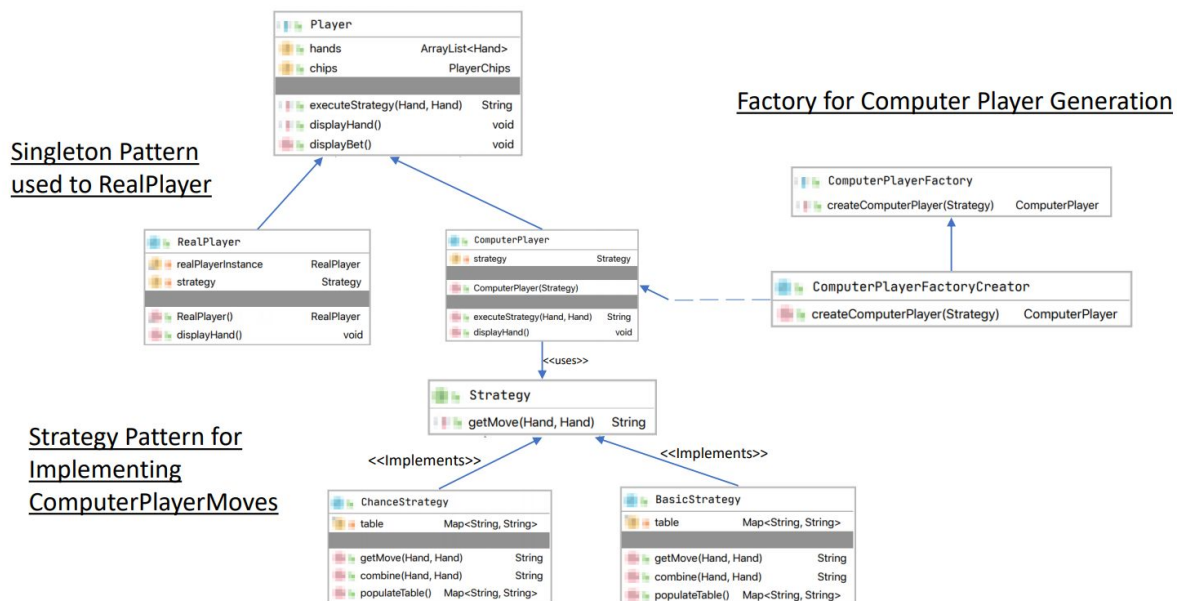 Player
hands ArrayList<Hand>
chips PlayerChips
executeStrategy(Hand, Hand) String
displayHand() void
displayBet() void
Factory for Computer Player Generation
Singleton Pattern
used to RealPlayer
ComputerPlayerFactory
createComputerPlayer(Strategy) ComputerPlayer
RealPlayer
realPlayerInstance RealPlayer
strategy Strategy
RealPlayer() RealPlayer
displayHand() void
ComputerPlayer
strategy Strategy
ComputerPlayer(Strategy)
executeStrategy(Hand, Hand) String
displayHand() void
ComputerPlayerFactoryCreator
createComputerPlayer(Strategy) ComputerPlayer
<<uses>>
Strategy
getMove(Hand, Hand) String
Strategy Pattern for
Implementing
ComputerPlayerMoves
<<Implements>>
<<Implements>>
ChanceStrategy
table Map<String, String>
getMove(Hand, Hand) String
combine(Hand, Hand) String
populateTable() Map<String, String>
BasicStrategy
table Map<String, String>
getMove(Hand, Hand) String
combine(Hand, Hand) String
populateTable() Map<String, String>